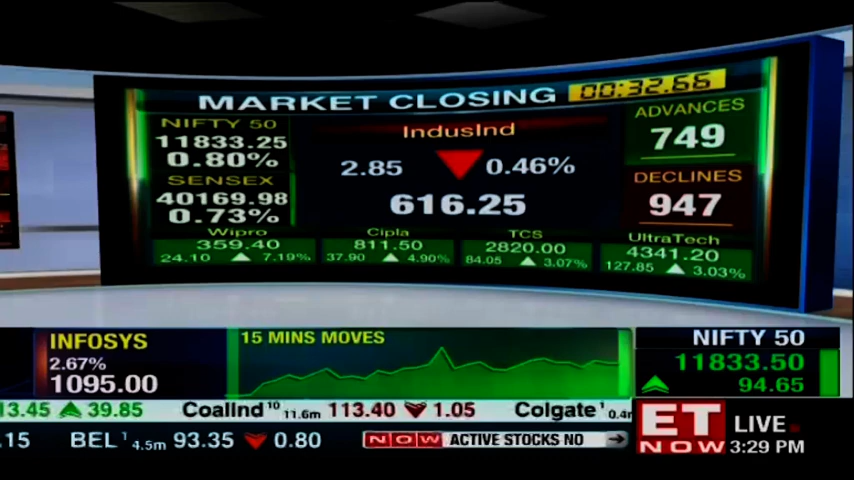 MARKET CLOSING 00:32.66
NIFTY 50
11833.25
0.80%
SENSEX
40169.98
0.73%
IndusInd
2.85 0.46%
616.25
ADVANCES
749
DECLINES
947
Wipro
359.40
24.10 7.19%
Cipla
811.50
37.90 4.90%
TCS
2820.00
84.05 3.07%
UltraTech
4341.20
127.85 3.03%
INFOSYS
2.67%
1095.00
15 MINS MOVES
NIFTY 50
11833.50
94.65
13.45 39.85 CoalInd 10 11.6m 113.40 1.05 Colgate 1 0.4m
.15 BEL 1 4.5m 93.35 0.80 NOW ACTIVE STOCKS NO
ET
NOW
LIVE
3:29 PM